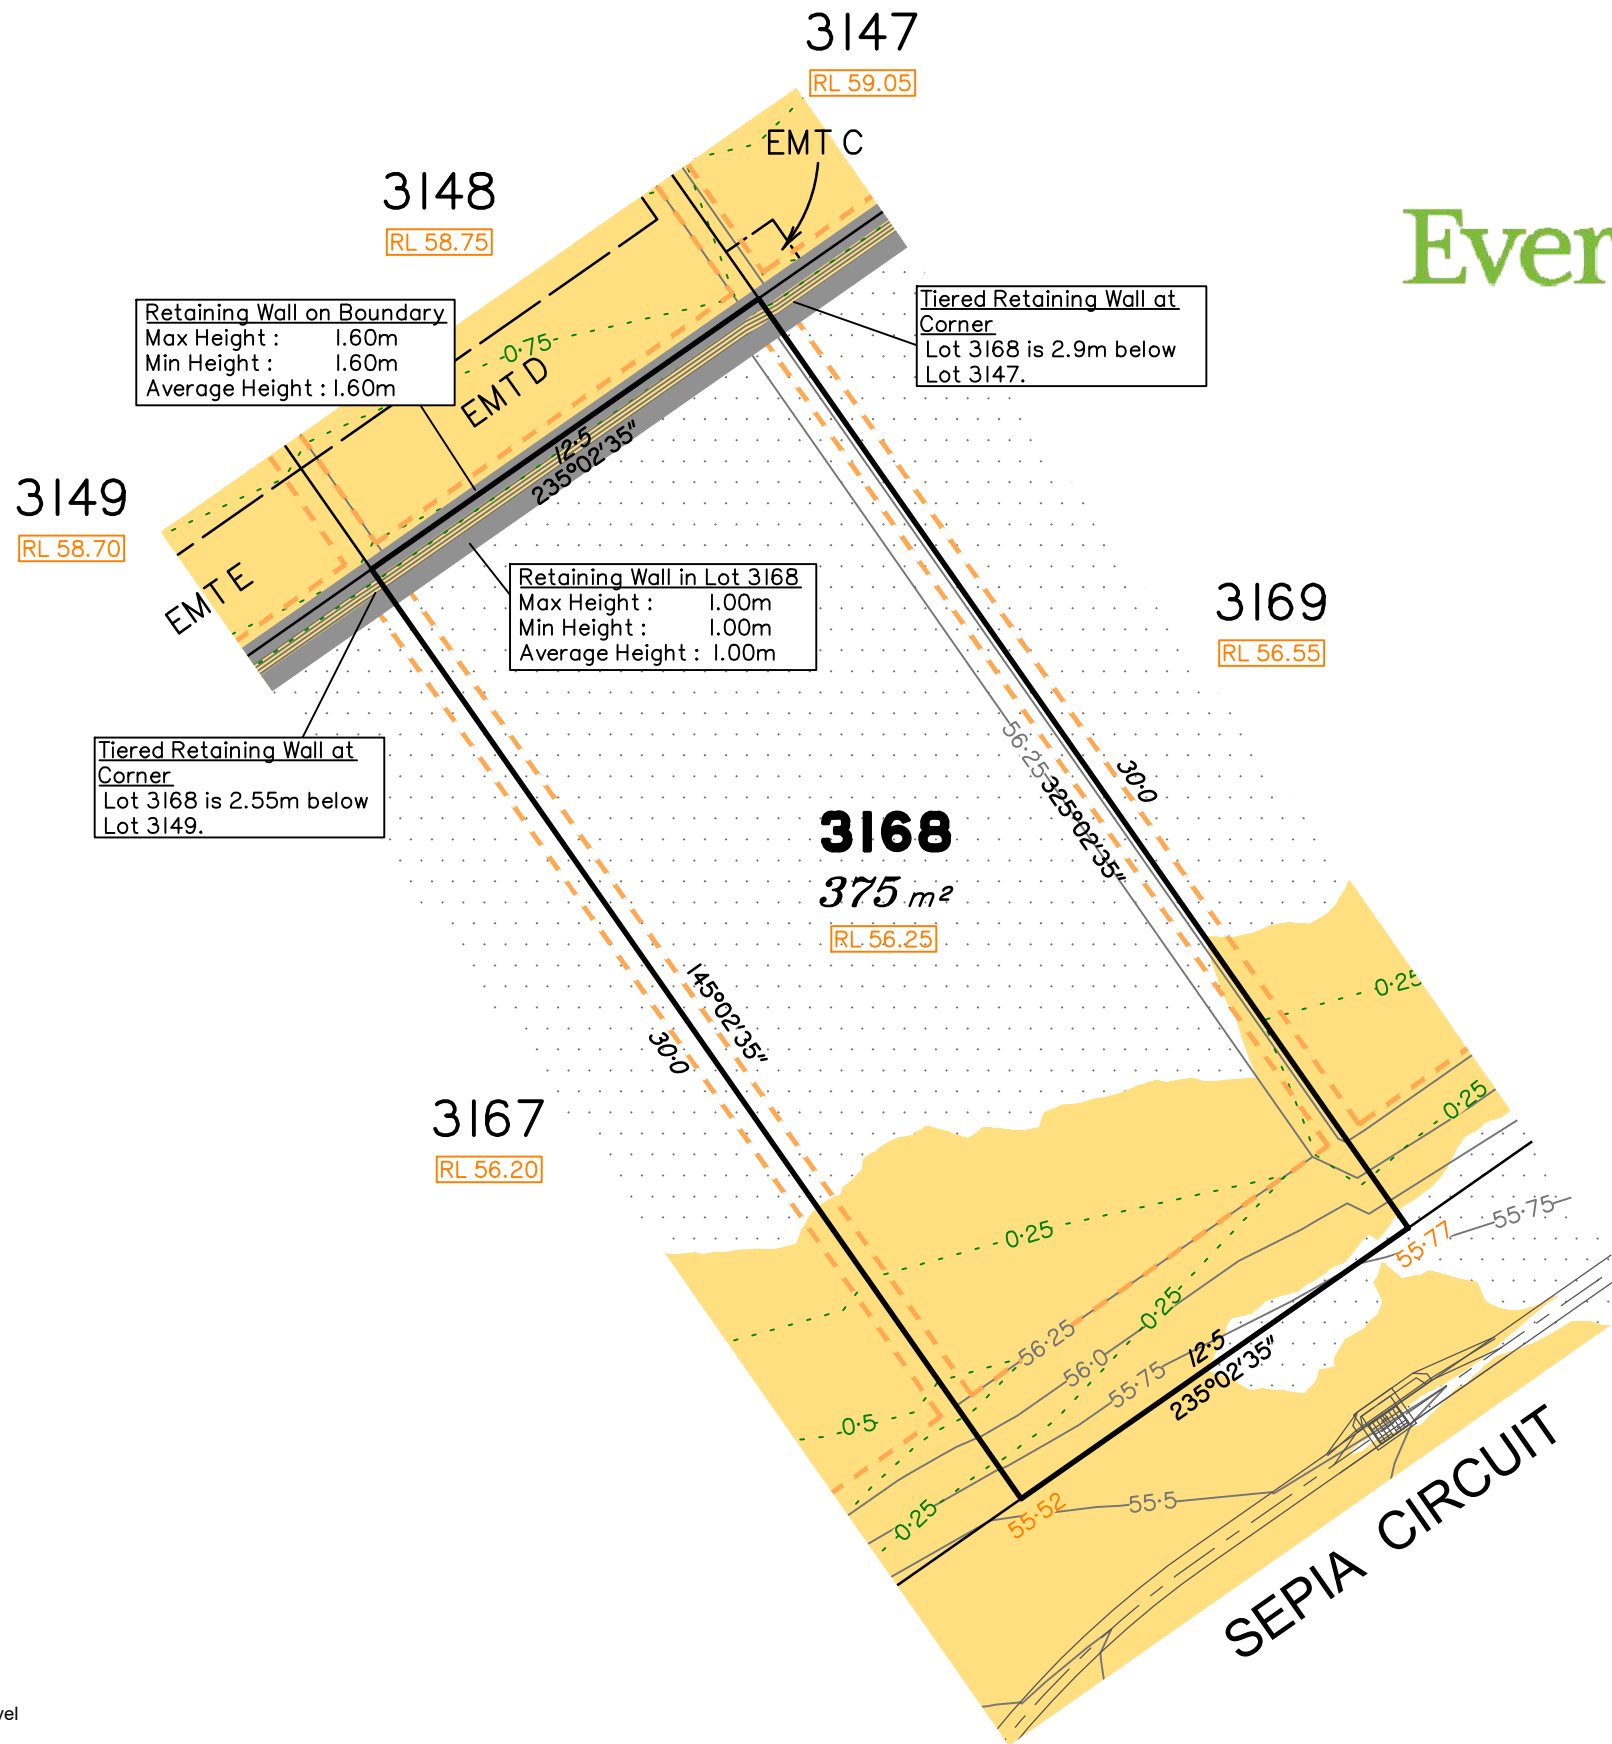 3147
RL 59.05
EMT C
3148
RL 58.75
Ever
Retaining Wall on Boundary
Max Height : 1.60m
Min Height : 1.60m
Average Height : 1.60m
Tiered Retaining Wall at
Corner
Lot 3168 is 2.9m below
Lot 3147.
0·75
EMT D
12·5
235°02'35"
3149
RL 58.70
EMT E
Retaining Wall in Lot 3168
Max Height : 1.00m
Min Height : 1.00m
Average Height : 1.00m
3169
RL 56.55
Tiered Retaining Wall at
Corner
Lot 3168 is 2.55m below
Lot 3149.
56·25
325°02'35"
30·0
3168
375 m²
RL 56.25
145°02'35"
30·0
0·25
3167
RL 56.20
0·25
0·25
55·75
55·77
0·25
56·25
56·0
55·75
12·5
235°02'35"
0·5
0·25
55·52
55·5
SEPIA CIRCUIT
vel